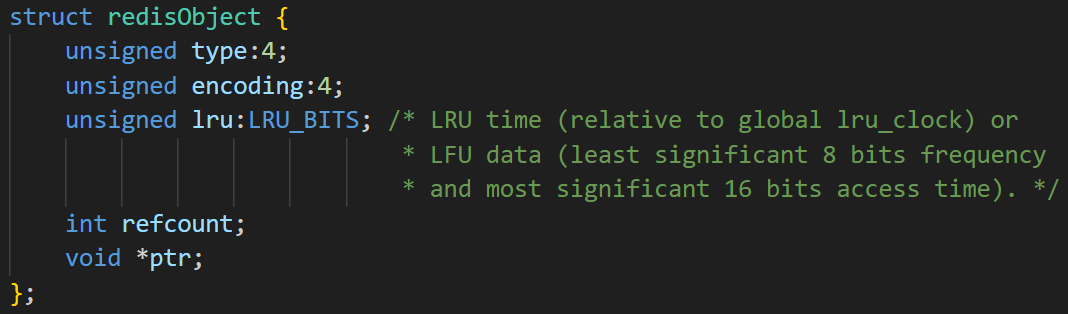 struct redisObject {
unsigned type:4;
unsigned encoding:4;
unsigned lru:LRU_BITS; /* LRU time (relative to global lru_clock) or
* LFU data (least significant 8 bits frequency
* and most significant 16 bits access time). */
int refcount;
void *ptr;
};